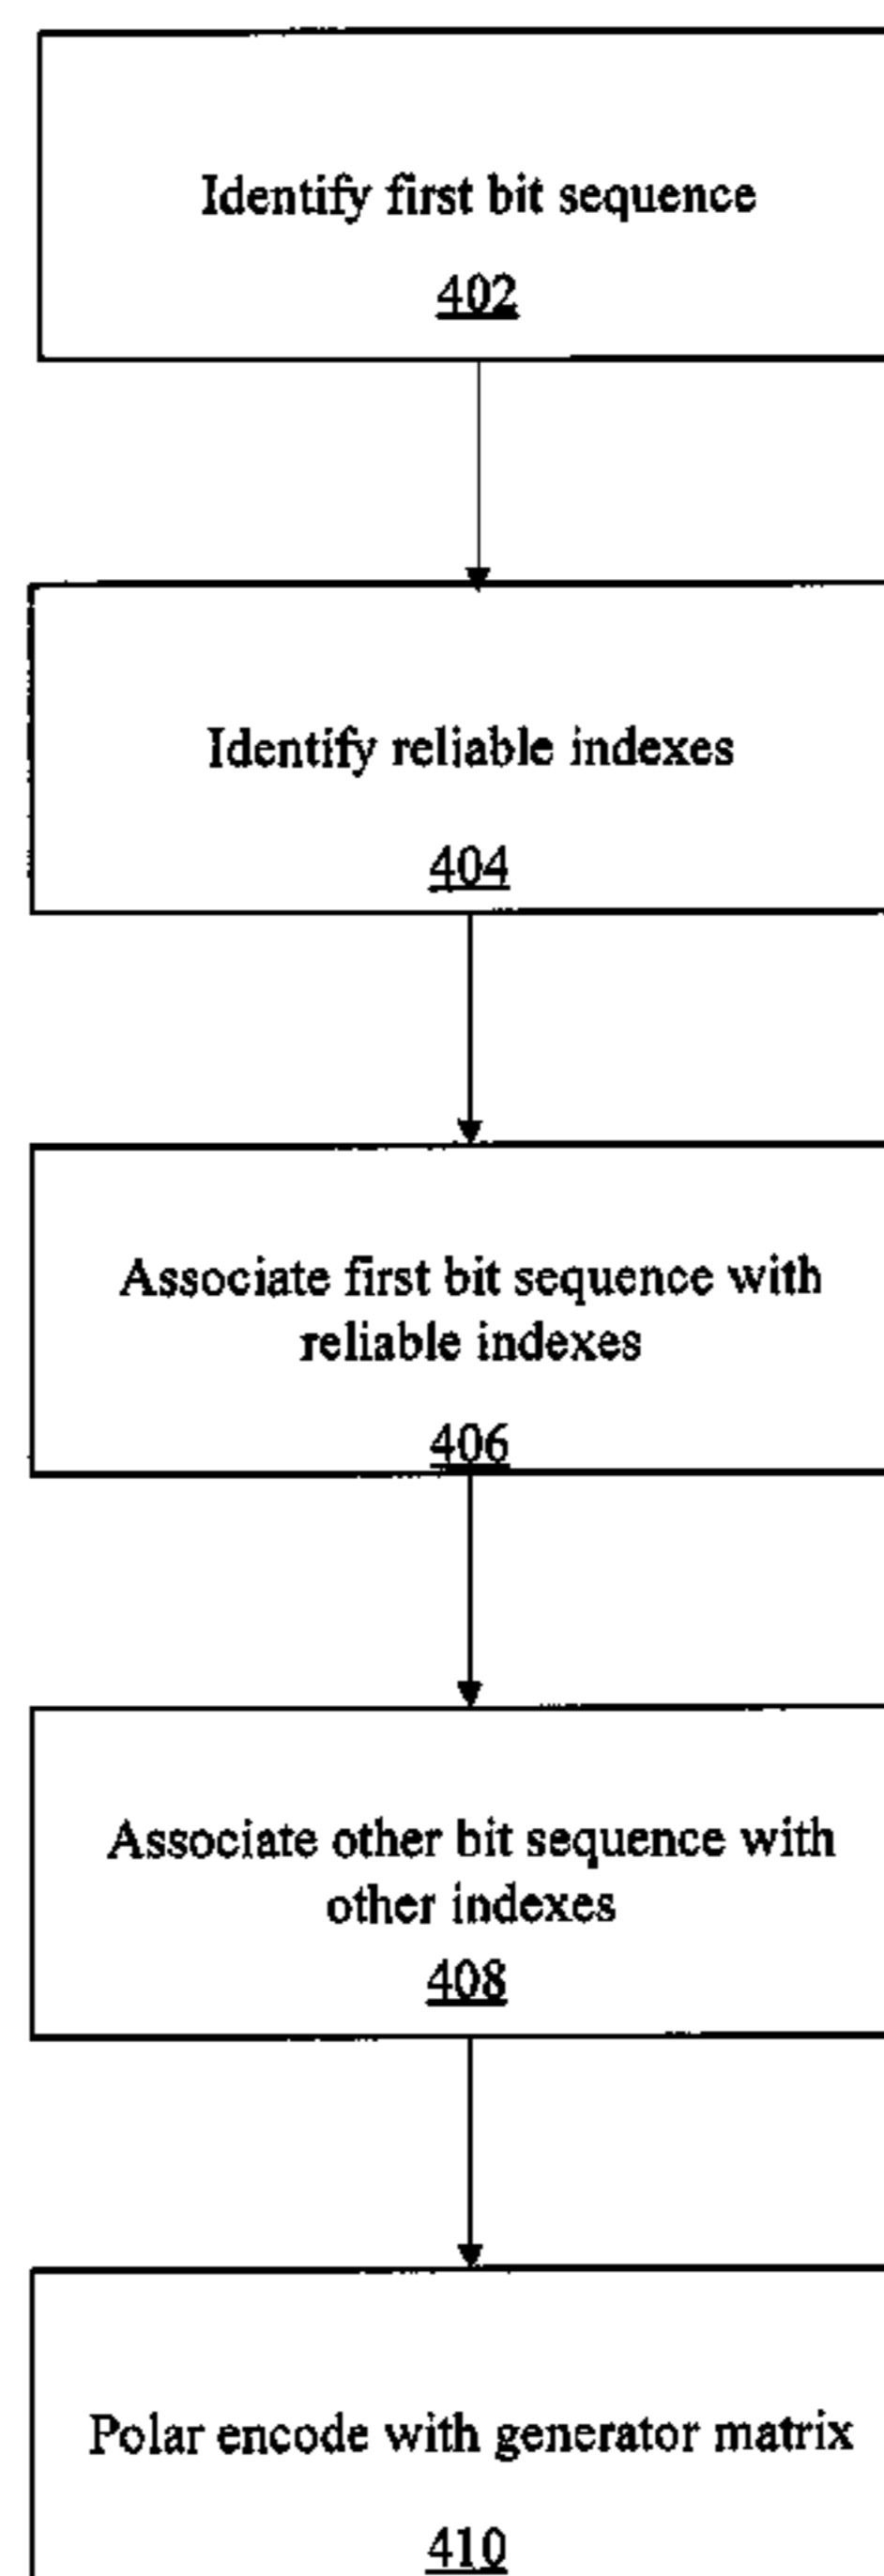 Identify first bit sequence
402
Identify reliable indexes
404
Associate first bit sequence with
reliable indexes
406
Associate other bit sequence with
other indexes
408
Polar encode with generator matrix
410